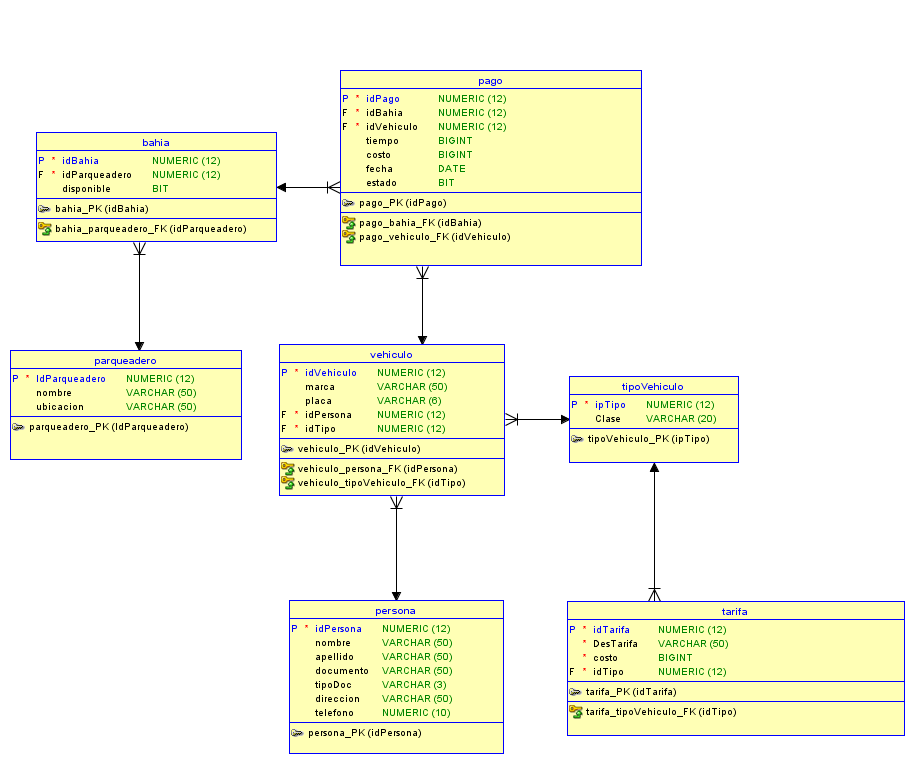 pago
P * idPago NUMERIC (12)
F * idBahia NUMERIC (12)
F * idVehiculo NUMERIC (12)
tiempo BIGINT
costo BIGINT
fecha DATE
estado BIT
pago_PK (idPago)
pago_bahia_FK (idBahia)
pago_vehiculo_FK (idVehiculo)
bahia
P * idBahia NUMERIC (12)
F * idParqueadero NUMERIC (12)
disponible BIT
bahia_PK (idBahia)
bahia_parqueadero_FK (idParqueadero)
parqueadero
P * IdParqueadero NUMERIC (12)
nombre VARCHAR (50)
ubicacion VARCHAR (50)
parqueadero_PK (IdParqueadero)
vehiculo
P * idVehiculo NUMERIC (12)
marca VARCHAR (50)
placa VARCHAR (6)
F * idPersona NUMERIC (12)
F * idTipo NUMERIC (12)
vehiculo_PK (idVehiculo)
vehiculo_persona_FK (idPersona)
vehiculo_tipoVehiculo_FK (idTipo)
tipoVehiculo
P * ipTipo NUMERIC (12)
Clase VARCHAR (20)
tipoVehiculo_PK (ipTipo)
persona
P * idPersona NUMERIC (12)
nombre VARCHAR (50)
apellido VARCHAR (50)
documento VARCHAR (50)
tipoDoc VARCHAR (3)
direccion VARCHAR (50)
telefono NUMERIC (10)
persona_PK (idPersona)
tarifa
P * idTarifa NUMERIC (12)
* DesTarifa VARCHAR (50)
* costo BIGINT
F * idTipo NUMERIC (12)
tarifa_PK (idTarifa)
tarifa_tipoVehiculo_FK (idTipo)